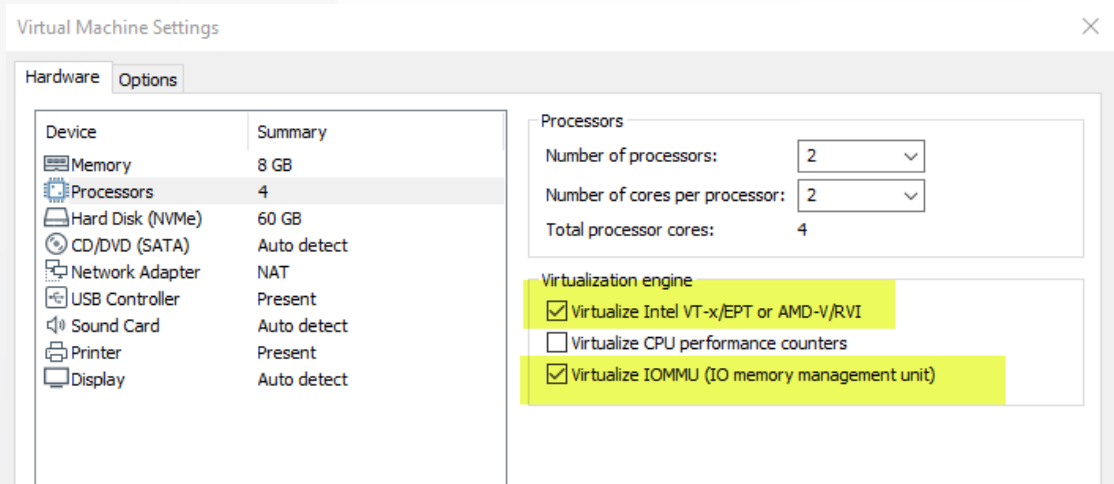 Virtual Machine Settings
Hardware Options
Device Summary
Memory 8 GB
Processors 4
Hard Disk (NVMe) 60 GB
CD/DVD (SATA) Auto detect
Network Adapter NAT
USB Controller Present
Sound Card Auto detect
Printer Present
Display Auto detect
Processors
Number of processors: 2
Number of cores per processor: 2
Total processor cores: 4
Virtualization engine
Virtualize Intel VT-x/EPT or AMD-V/RVI
Virtualize CPU performance counters
Virtualize IOMMU (IO memory management unit)